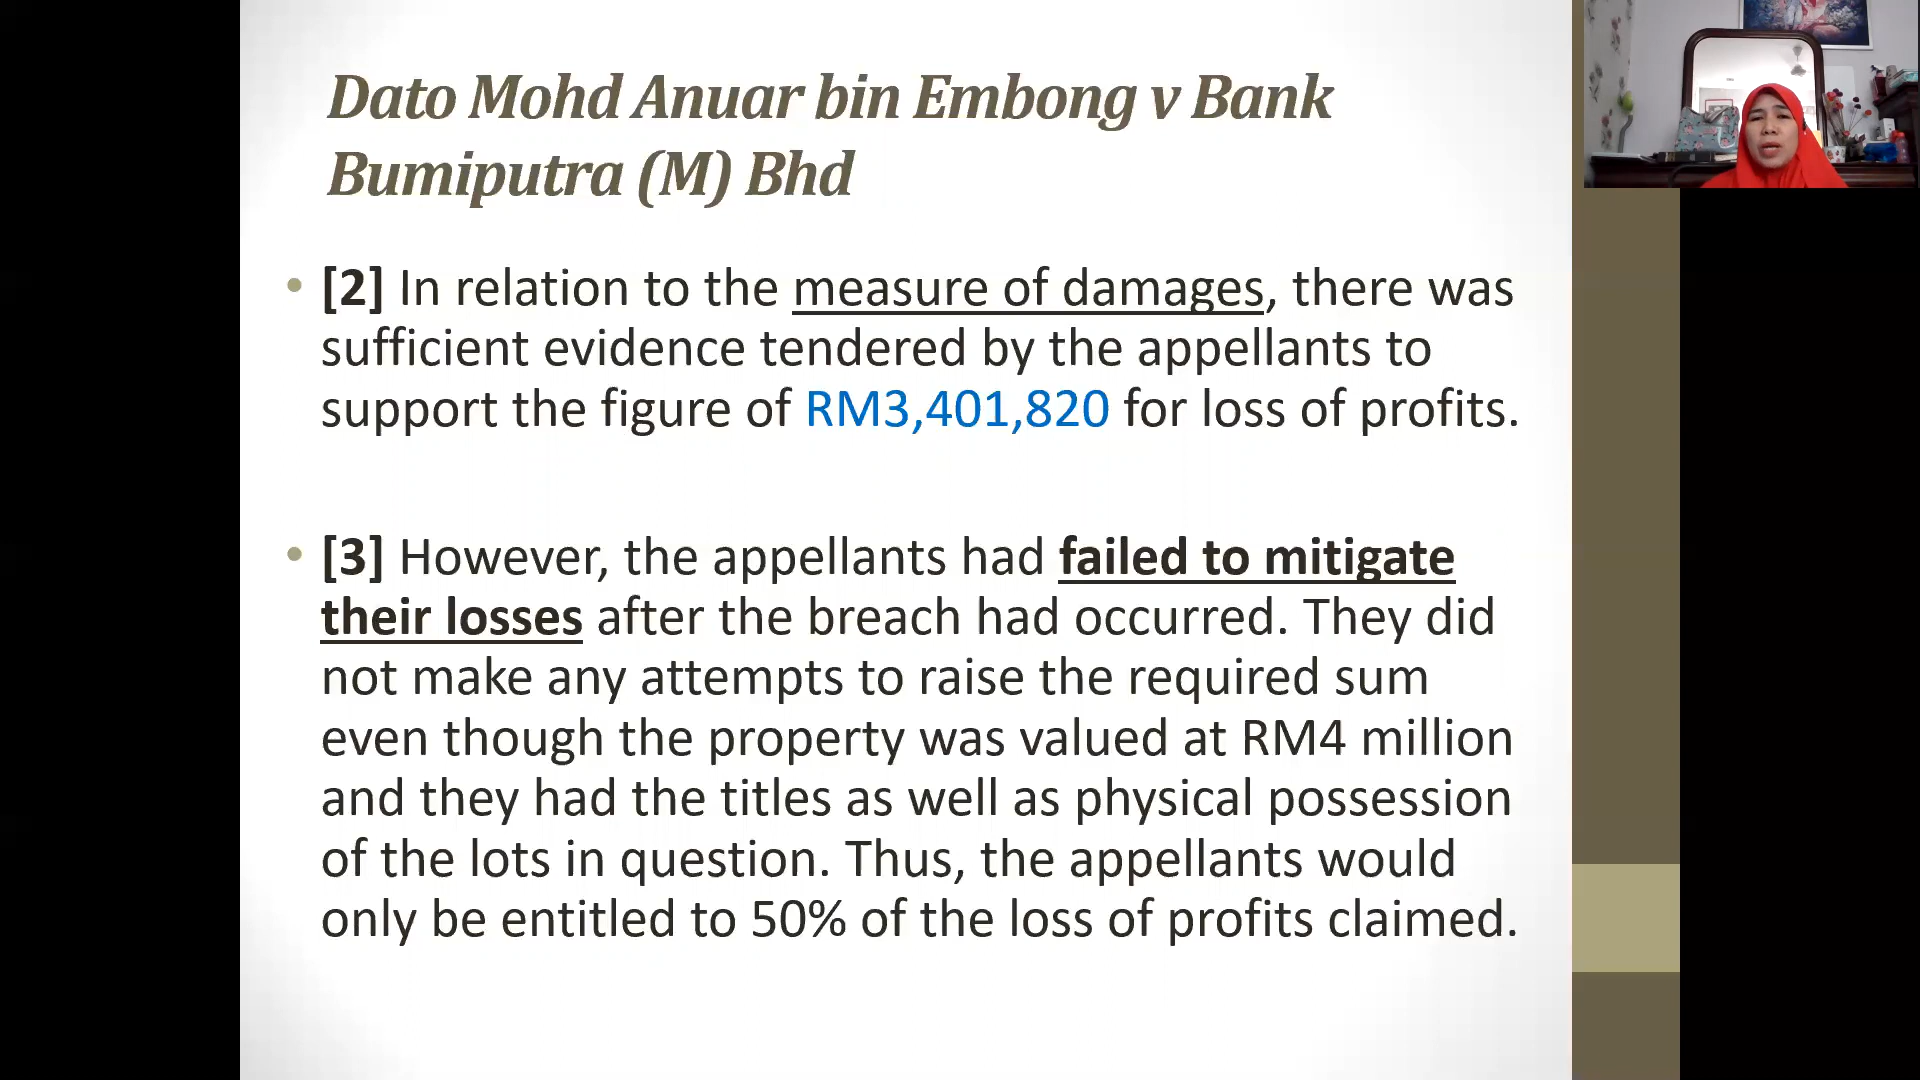 Dato Mohd Anuar bin Embong v Bank
Bumiputra (M) Bhd
• [2] In relation to the measure of damages, there was
sufficient evidence tendered by the appellants to
support the figure of RM3,401,820 for loss of profits.
• [3] However, the appellants had failed to mitigate
their losses after the breach had occurred. They did
not make any attempts to raise the required sum
even though the property was valued at RM4 million
and they had the titles as well as physical possession
of the lots in question. Thus, the appellants would
only be entitled to 50% of the loss of profits claimed.